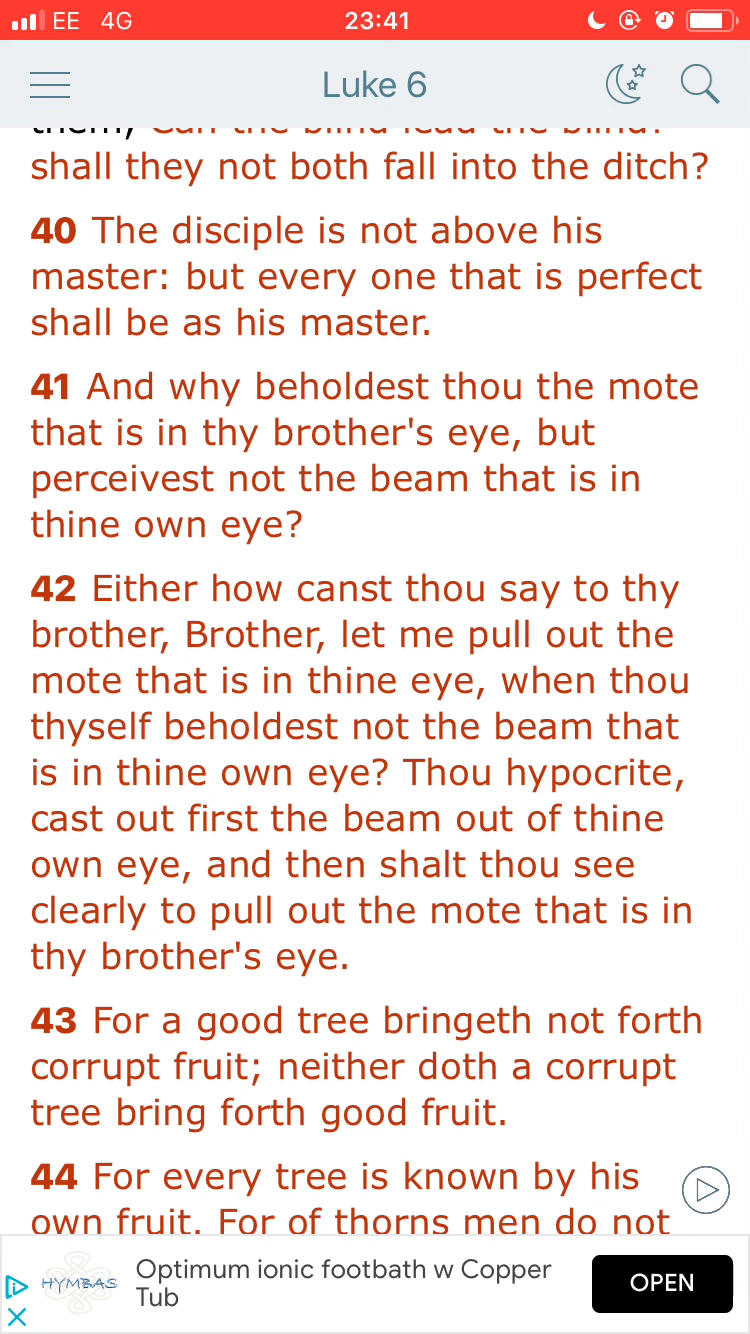 EE 4G 23:41
Luke 6
them, Can the blind lead the blind?
shall they not both fall into the ditch?
40 The disciple is not above his
master: but every one that is perfect
shall be as his master.
41 And why beholdest thou the mote
that is in thy brother's eye, but
perceivest not the beam that is in
thine own eye?
42 Either how canst thou say to thy
brother, Brother, let me pull out the
mote that is in thine eye, when thou
thyself beholdest not the beam that
is in thine own eye? Thou hypocrite,
cast out first the beam out of thine
own eye, and then shalt thou see
clearly to pull out the mote that is in
thy brother's eye.
43 For a good tree bringeth not forth
corrupt fruit; neither doth a corrupt
tree bring forth good fruit.
44 For every tree is known by his
own fruit. For of thorns men do not
HYMBAS
Optimum ionic footbath w Copper
Tub
OPEN